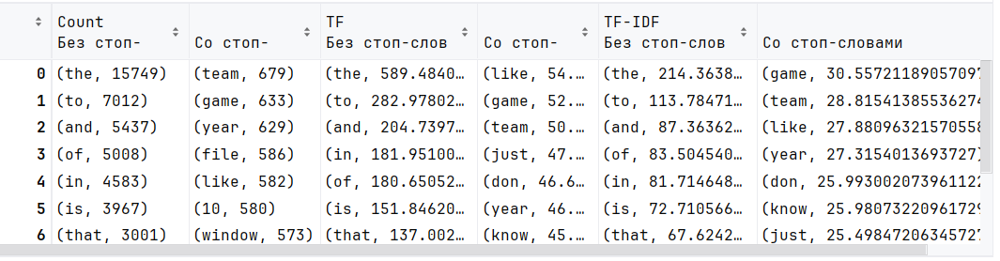 Count TF TF-IDF
Без стоп- Со стоп- Без стоп-слов Со стоп- Без стоп-слов Со стоп-словами
0 (the, 15749) (team, 679) (the, 589.4840… (like, 54.… (the, 214.3638… (game, 30.55721189057097
1 (to, 7012) (game, 633) (to, 282.97802… (game, 52.… (to, 113.78471… (team, 28.81541385536274
2 (and, 5437) (year, 629) (and, 204.7397… (team, 50.… (and, 87.36362… (like, 27.88096321570558
3 (of, 5008) (file, 586) (in, 181.95100… (just, 47.… (of, 83.504540… (year, 27.3154013693727)
4 (in, 4583) (like, 582) (of, 180.65052… (don, 46.6… (in, 81.714648… (don, 25.993002073961122
5 (is, 3967) (10, 580) (is, 151.84620… (year, 46.… (is, 72.710566… (know, 25.98073220961729
6 (that, 3001) (window, 573) (that, 137.002… (know, 45.… (that, 67.6242… (just, 25.49847206345727